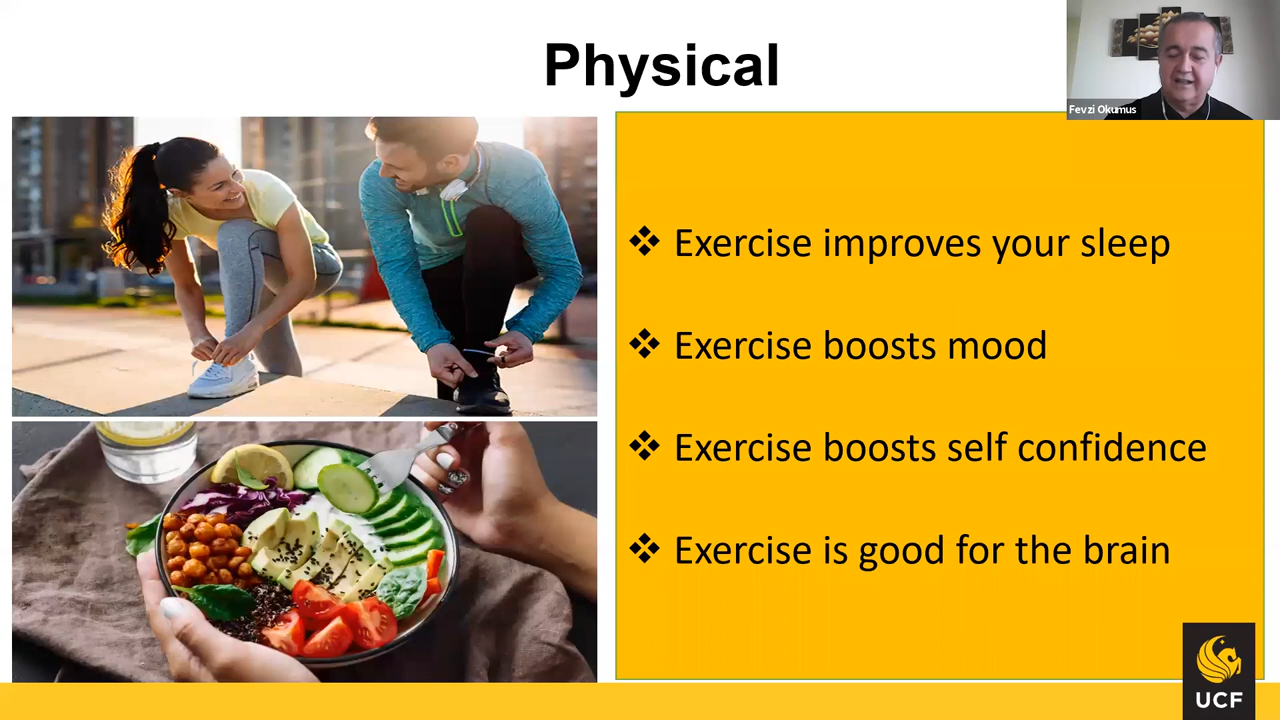 Physical
Fevzi Okumus
❖ Exercise improves your sleep
❖ Exercise boosts mood
❖ Exercise boosts self confidence
❖ Exercise is good for the brain
UCF